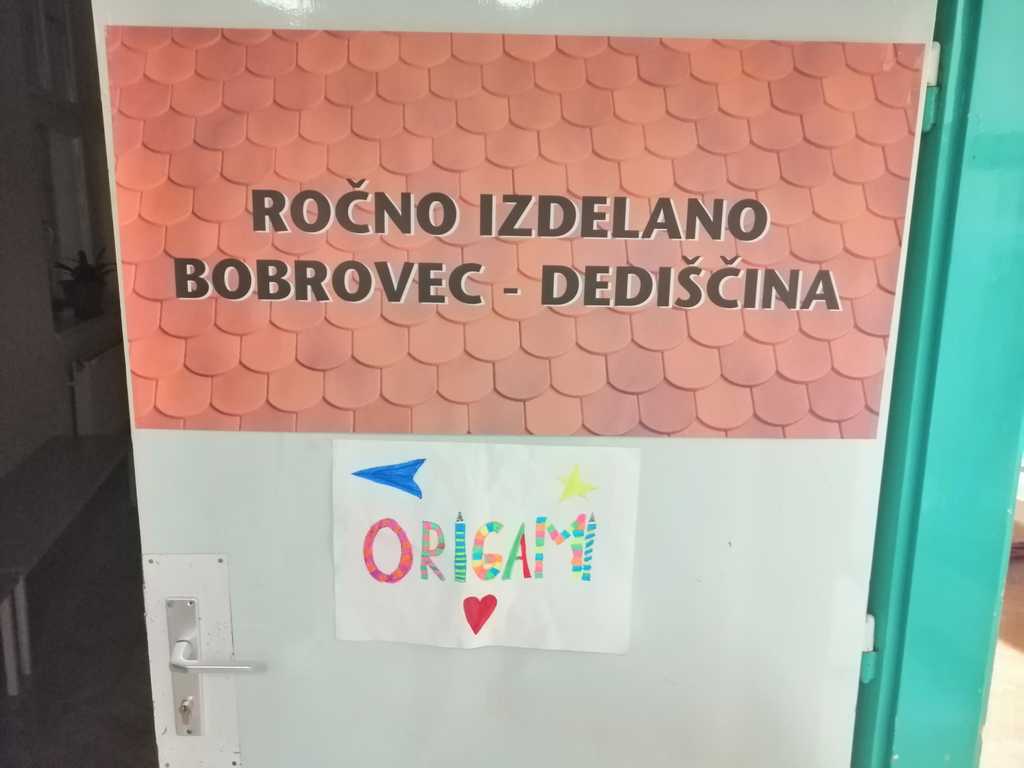 ROČNO IZDELANO
BOBROVEC - DEDIŠČINA
ORIGAMI